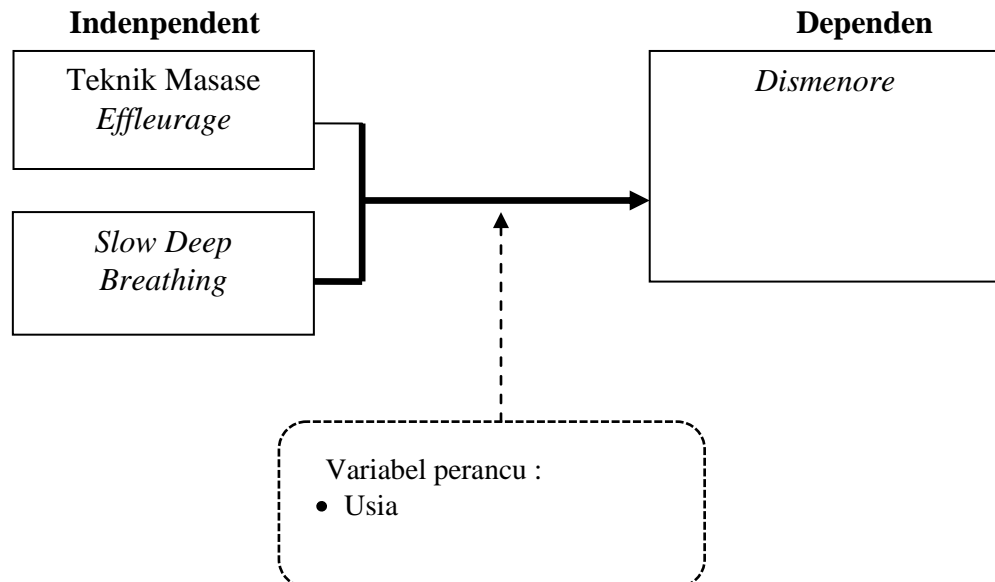 Indenpendent
Dependen
Teknik Masase
Effleurage
Dismenore
Slow Deep
Breathing
Variabel perancu :
• Usia